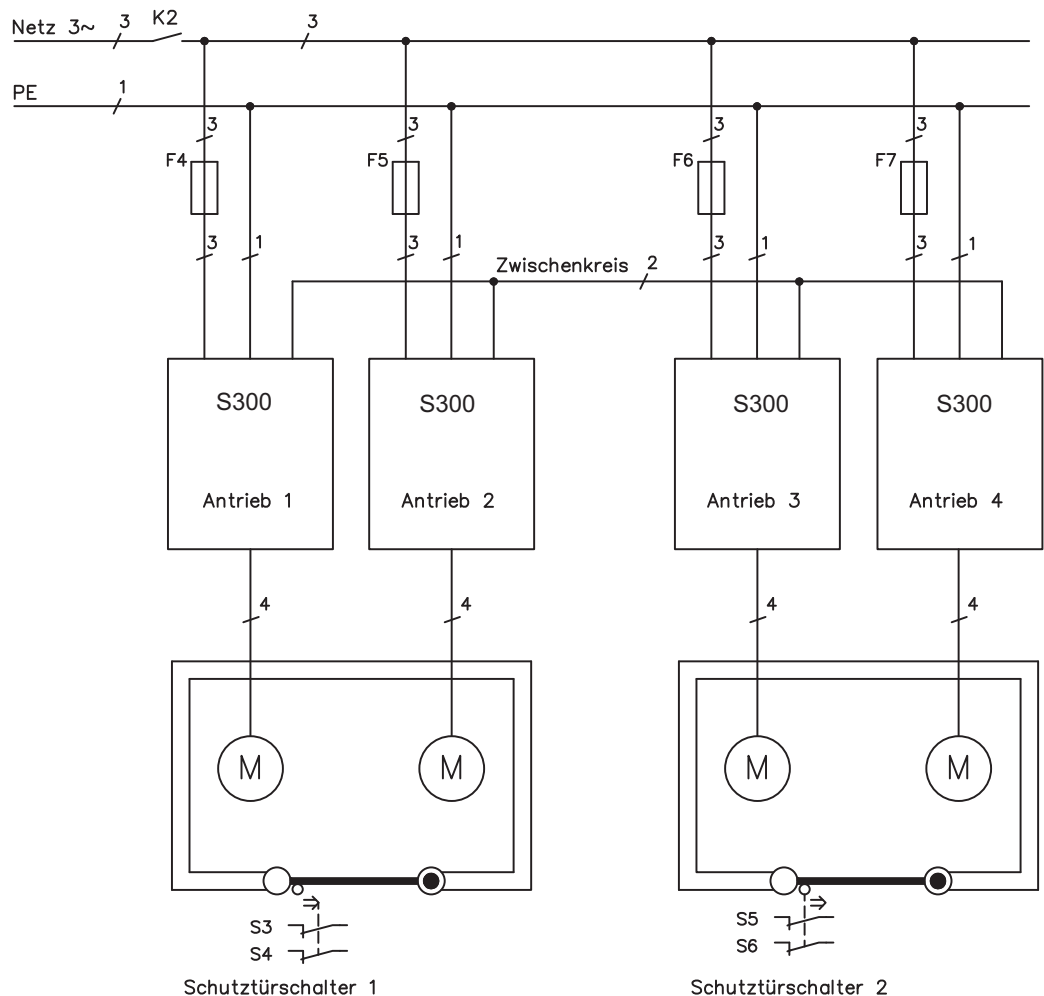 Netz 3~ 3 K2 3
PE 1
3 3 3 3
F4 F5 F6 F7
3 1 3 1 3 1 3 1
Zwischenkreis 2
S300 S300 S300 S300
Antrieb 1 Antrieb 2 Antrieb 3 Antrieb 4
4 4 4 4
M M M M
S3 S5
S4 S6
Schutztürschalter 1 Schutztürschalter 2